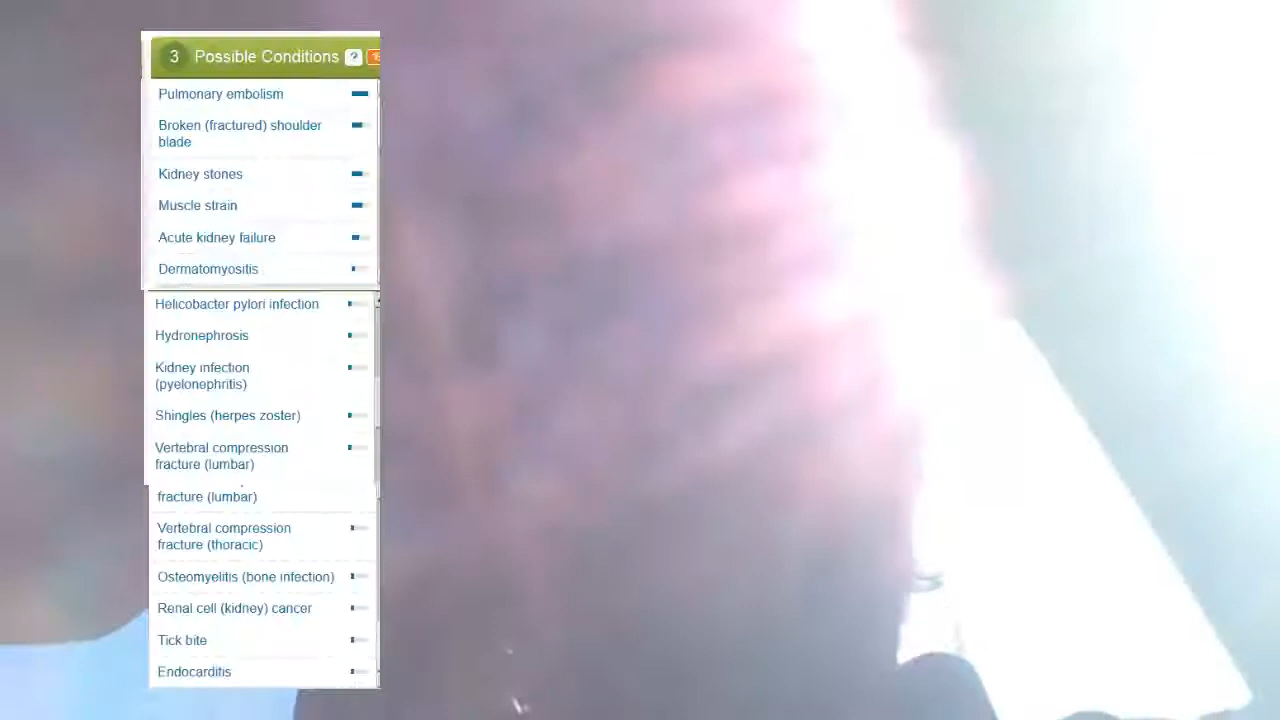 3 Possible Conditions ?
Pulmonary embolism
Broken (fractured) shoulder
blade
Kidney stones
Muscle strain
Acute kidney failure
Dermatomyositis
Helicobacter pylori infection
Hydronephrosis
Kidney infection
(pyelonephritis)
Shingles (herpes zoster)
Vertebral compression
fracture (lumbar)
fracture (lumbar)
Vertebral compression
fracture (thoracic)
Osteomyelitis (bone infection)
Renal cell (kidney) cancer
Tick bite
Endocarditis